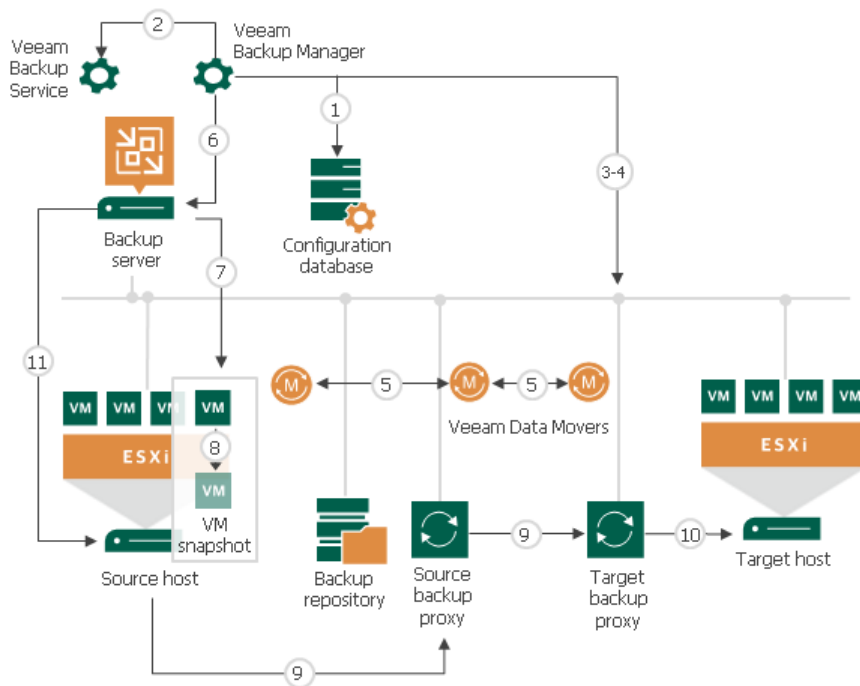 2
Veeam
Backup
Service
Veeam
Backup Manager
1
6
3-4
Backup
server
Configuration
database
7
11
5
5
M
M
M
Veeam Data Movers
VM
VM
VM
VM
ESXi
8
VM
VM
snapshot
VM
VM
VM
VM
ESXi
Source host
Backup
repository
Source
backup
proxy
9
Target
backup
proxy
10
Target host
9